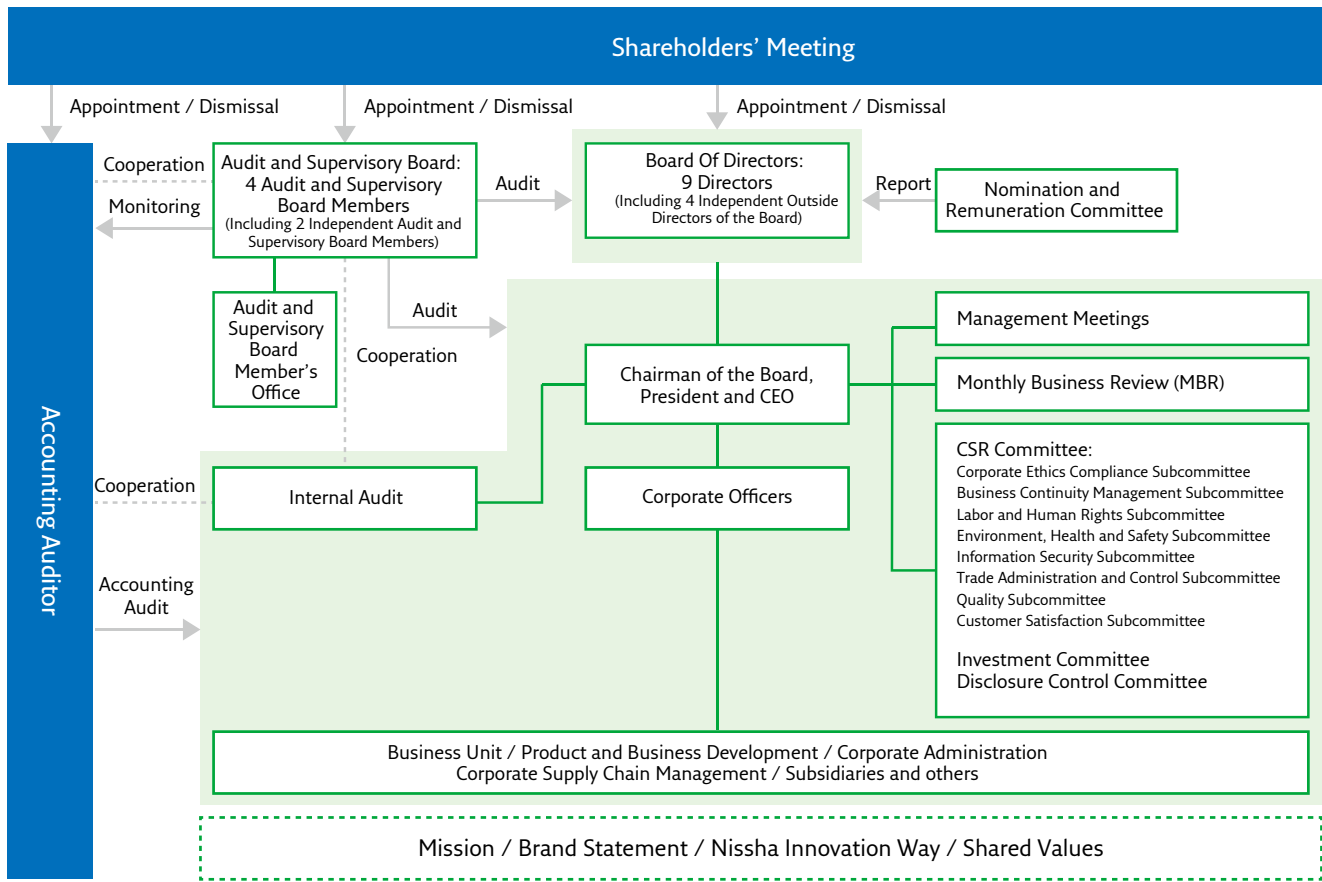 Shareholders’ Meeting
Appointment / Dismissal
Appointment / Dismissal
Appointment / Dismissal
Accounting Auditor
Cooperation
Monitoring
Audit and Supervisory Board:
4 Audit and Supervisory
Board Members
(Including 2 Independent Audit and
Supervisory Board Members)
Audit
Board Of Directors:
9 Directors
(Including 4 Independent Outside
Directors of the Board)
Report
Nomination and
Remuneration Committee
Audit and
Supervisory
Board
Member’s
Office
Audit
Cooperation
Chairman of the Board,
President and CEO
Management Meetings
Monthly Business Review (MBR)
CSR Committee:
Corporate Ethics Compliance Subcommittee
Business Continuity Management Subcommittee
Labor and Human Rights Subcommittee
Environment, Health and Safety Subcommittee
Information Security Subcommittee
Trade Administration and Control Subcommittee
Quality Subcommittee
Customer Satisfaction Subcommittee
Investment Committee
Disclosure Control Committee
Cooperation
Internal Audit
Corporate Officers
Accounting
Audit
Business Unit / Product and Business Development / Corporate Administration
Corporate Supply Chain Management / Subsidiaries and others
Mission / Brand Statement / Nissha Innovation Way / Shared Values